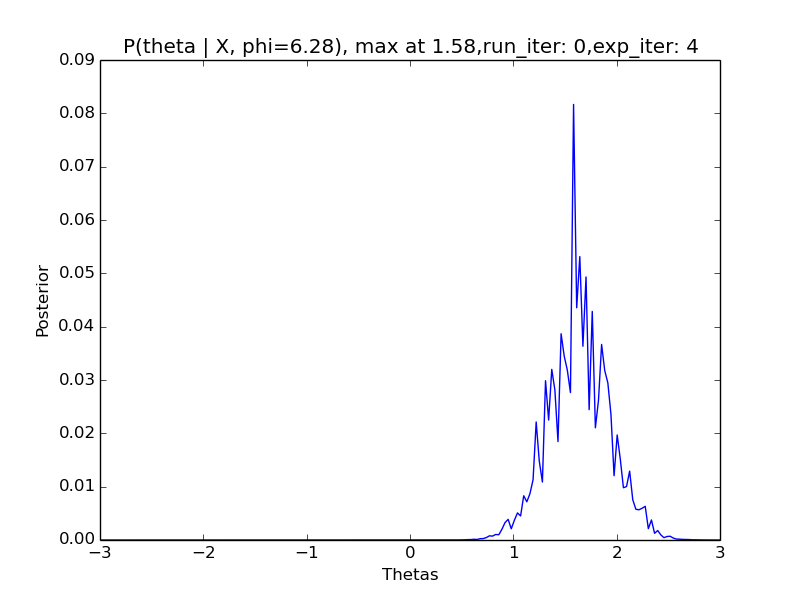 P(theta | X, phi=6.28), max at 1.58,run_iter: 0,exp_iter: 4
0.09
0.08
0.07
0.06
0.05
0.04
0.03
0.02
0.01
0.00
Posterior
−3 −2 −1 0 1 2 3
Thetas